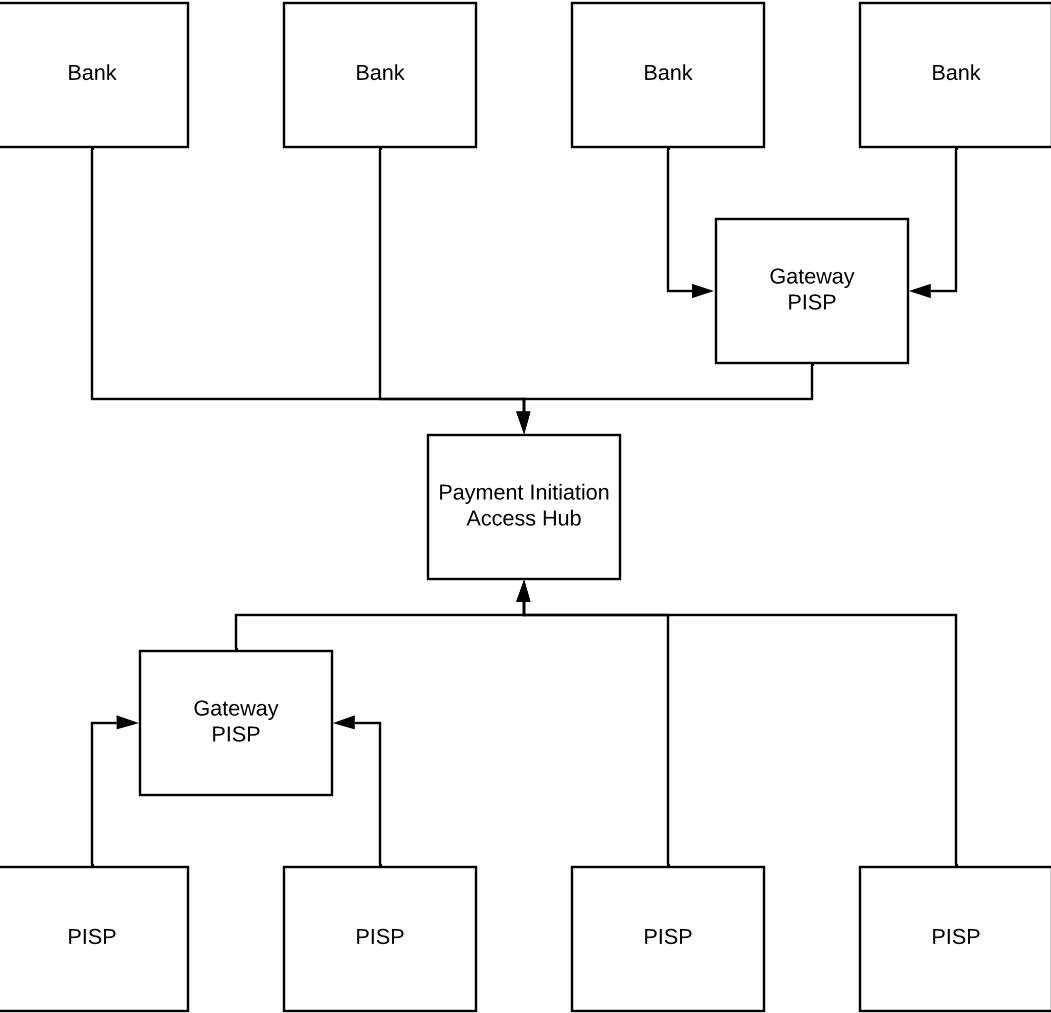 Bank
Bank
Bank
Bank
Gateway
PISP
Payment Initiation
Access Hub
Gateway
PISP
PISP
PISP
PISP
PISP